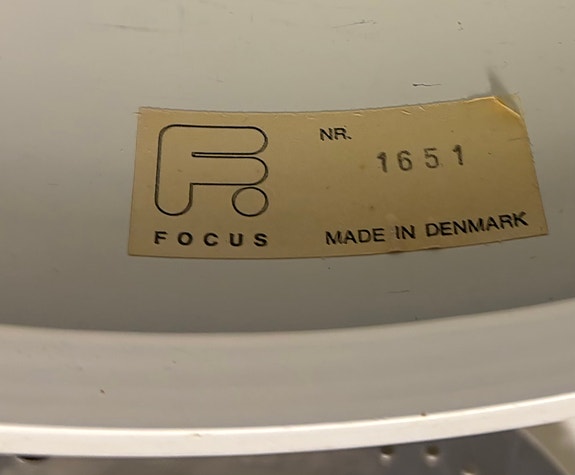 F.
FOCUS
NR.
1651
MADE IN DENMARK